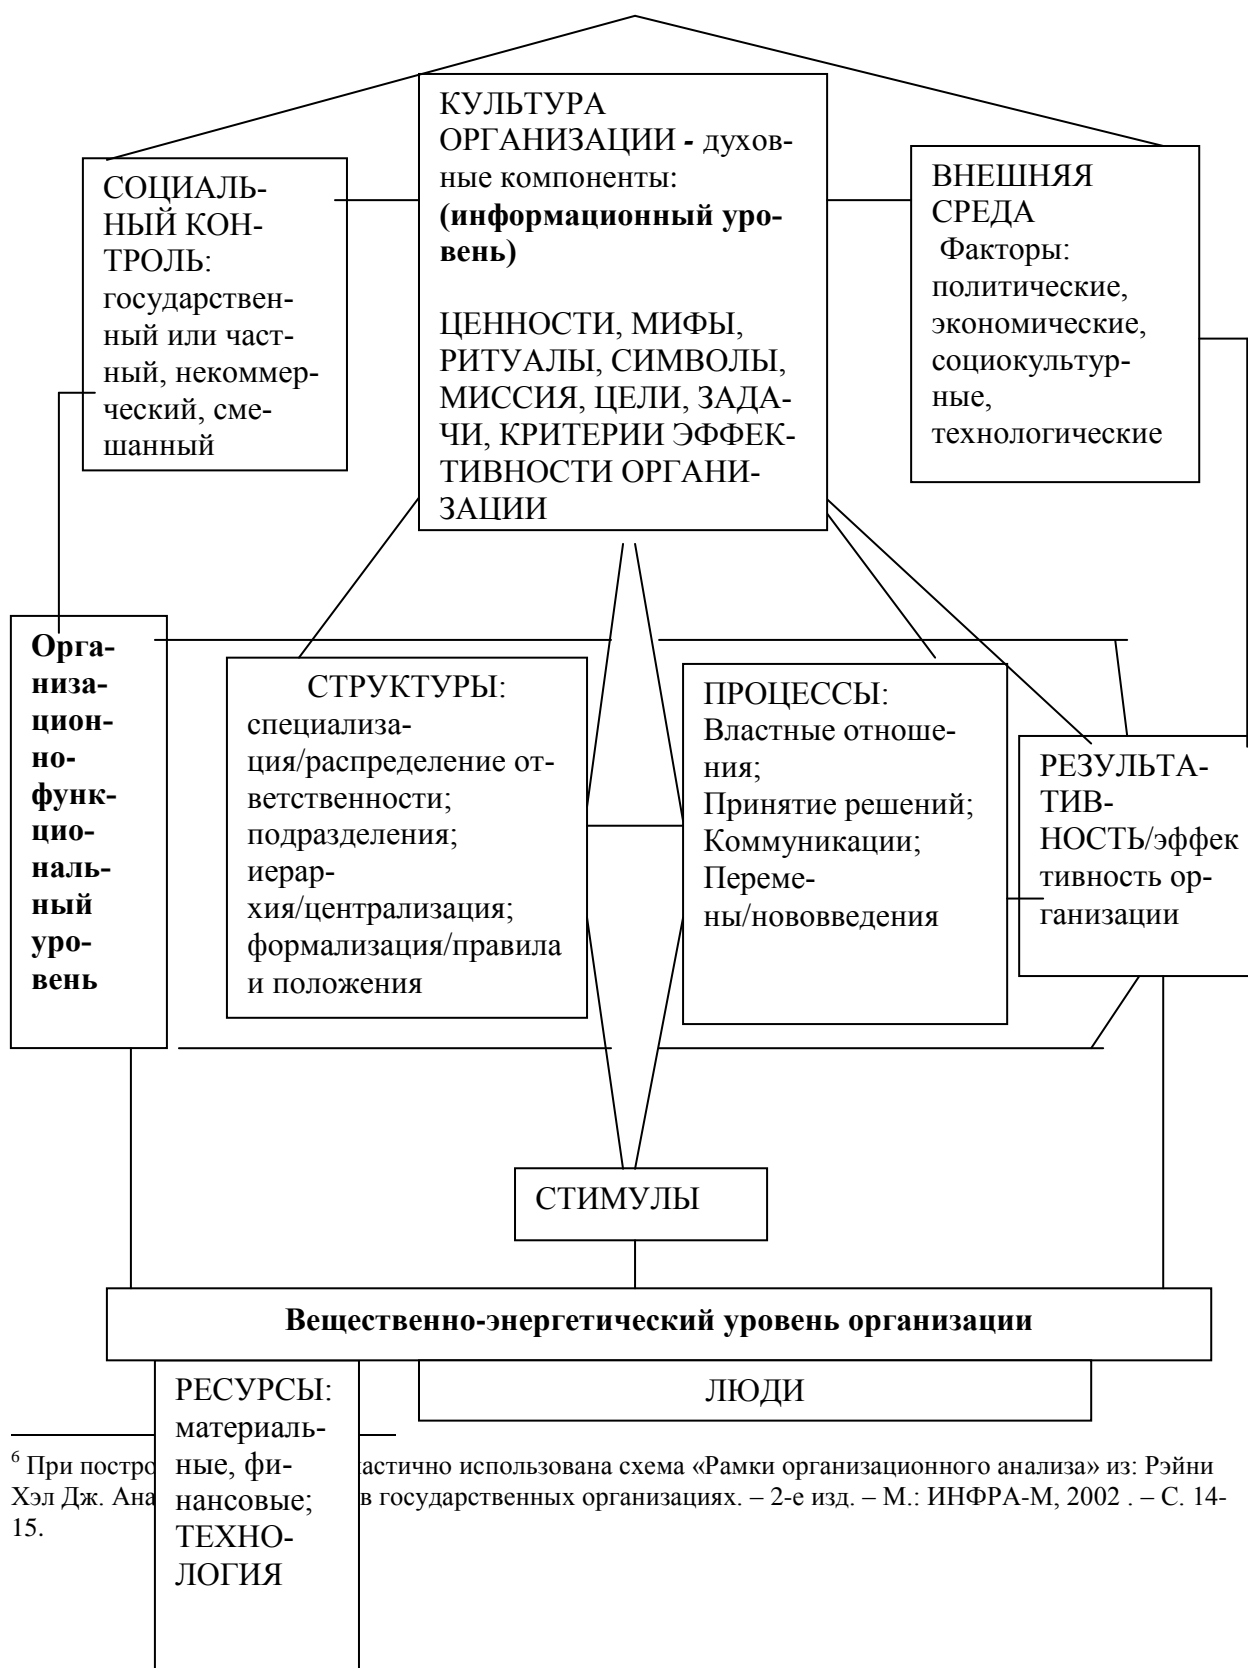 КУЛЬТУРА
ОРГАНИЗАЦИИ - духов-
ные компоненты:
(информационный уро-
вень)
ЦЕННОСТИ, МИФЫ,
РИТУАЛЫ, СИМВОЛЫ,
МИССИЯ, ЦЕЛИ, ЗАДА-
ЧИ, КРИТЕРИИ ЭФФЕК-
ТИВНОСТИ ОРГАНИ-
ЗАЦИИ
СОЦИАЛЬ-
НЫЙ КОН-
ТРОЛЬ:
государствен-
ный или част-
ный, некоммер-
ческий, сме-
шанный
ВНЕШНЯЯ
СРЕДА
Факторы:
политические,
экономические,
социокультур-
ные,
технологические
Орга-
низа-
цион-
но-
функ-
цио-
наль-
ный
уро-
вень
СТРУКТУРЫ:
специализа-
ция/распределение от-
ветственности;
подразделения;
иерар-
хия/централизация;
формализация/правила
и положения
ПРОЦЕССЫ:
Властные отноше-
ния;
Принятие решений;
Коммуникации;
Переме-
ны/нововведения
РЕЗУЛЬТА-
ТИВ-
НОСТЬ/эффек
тивность ор-
ганизации
СТИМУЛЫ
Вещественно-энергетический уровень организации
РЕСУРСЫ:
материаль-
ные, фи-
нансовые;
ТЕХНО-
ЛОГИЯ
ЛЮДИ
6 При постро астично использована схема «Рамки организационного анализа» из: Рэйни
Хэл Дж. Ана в государственных организациях. – 2-е изд. – М.: ИНФРА-М, 2002 . – С. 14-
15.